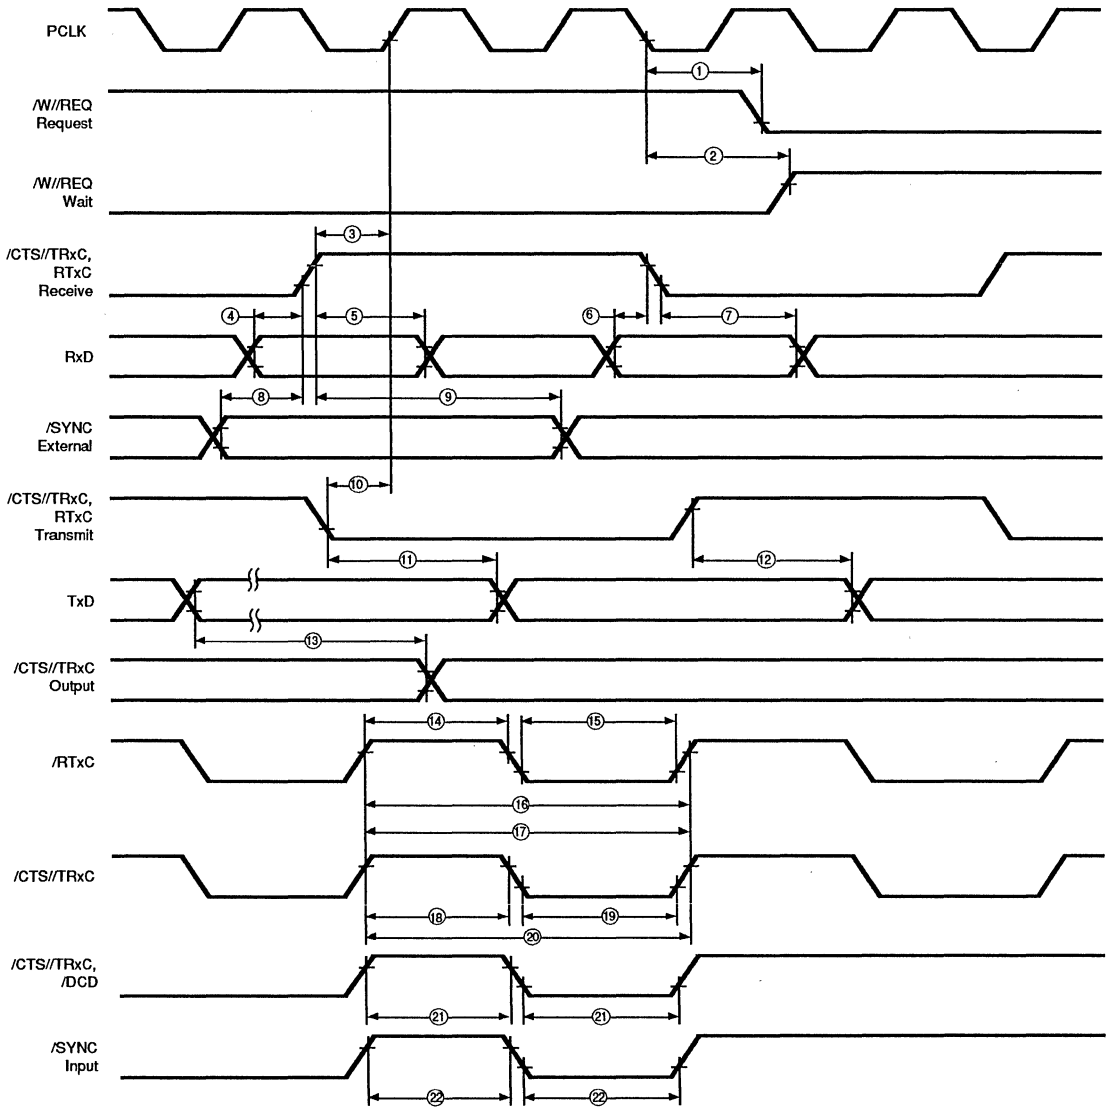 PCLK
①
/W//REQ
Request
②
/W//REQ
Wait
③
/CTS//TRxC,
RTxC
Receive
④ ⑤ ⑥ ⑦
RxD
⑧ ⑨
/SYNC
External
⑩
/CTS//TRxC,
RTxC
Transmit
⑪ ⑫
TxD
⑬
/CTS//TRxC
Output
⑭ ⑮
/RTxC
⑯
⑰
/CTS//TRxC
⑱ ⑲
⑳
/CTS//TRxC,
/DCD
㉑ ㉑
/SYNC
Input
㉒ ㉒